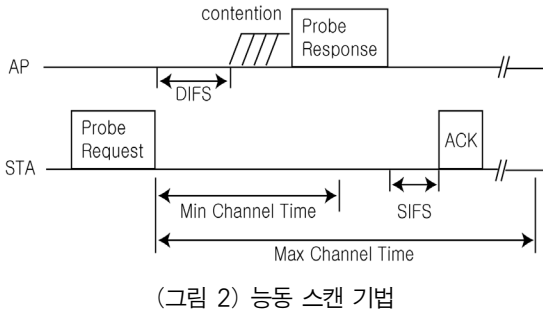 contention
Probe
Response
AP
DIFS
Probe
Request
ACK
STA
Min Channel Time
SIFS
Max Channel Time
(그림 2) 능동 스캔 기법